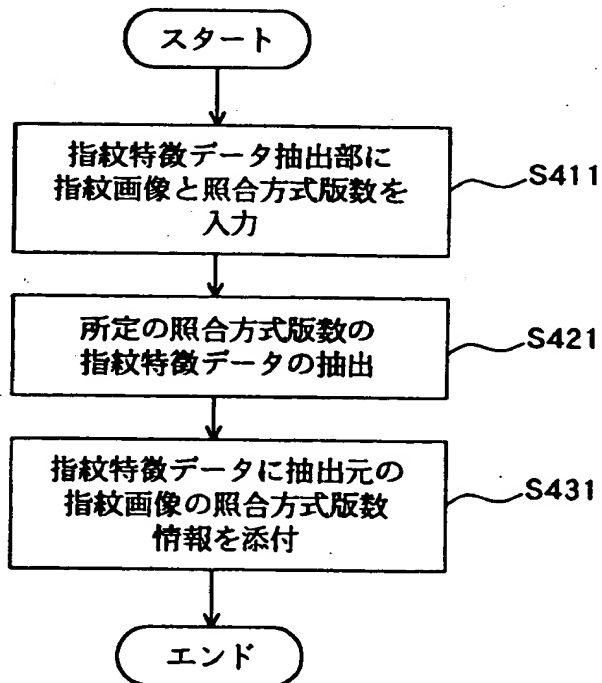 スタート
指紋特徴データ抽出部に
指紋画像と照合方式版数を
入力
S411
所定の照合方式版数の
指紋特徴データの抽出
S421
指紋特徴データに抽出元の
指紋画像の照合方式版数
情報を添付
S431
エンド